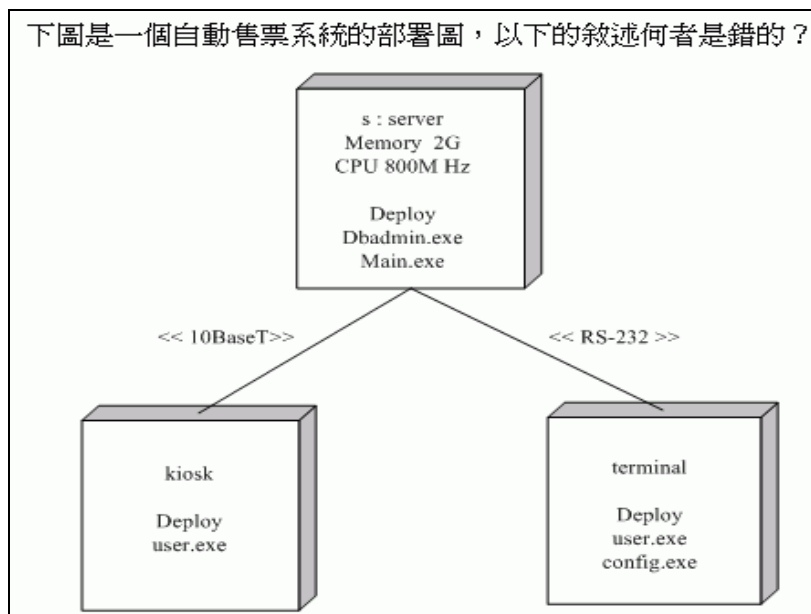 下圖是一個自動售票系統的部署圖，以下的敘述何者是錯的？
s : server
Memory 2G
CPU 800M Hz
Deploy
Dbadmin.exe
Main.exe
<< 10BaseT>>
<< RS-232 >>
kiosk
Deploy
user.exe
terminal
Deploy
user.exe
config.exe